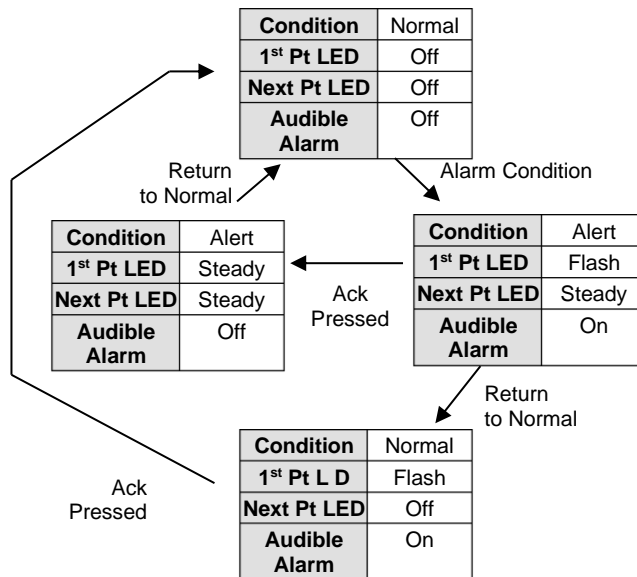 Condition Normal
1st Pt LED Off
Next Pt LED Off
Audible Off
Alarm
Return
to Normal
Alarm Condition
Condition Alert
1st Pt LED Steady
Next Pt LED Steady
Audible Off
Alarm
Ack
Pressed
Condition Alert
1st Pt LED Flash
Next Pt LED Steady
Audible On
Alarm
Return
to Normal
Ack
Pressed
Condition Normal
1st Pt L D Flash
Next Pt LED Off
Audible On
Alarm